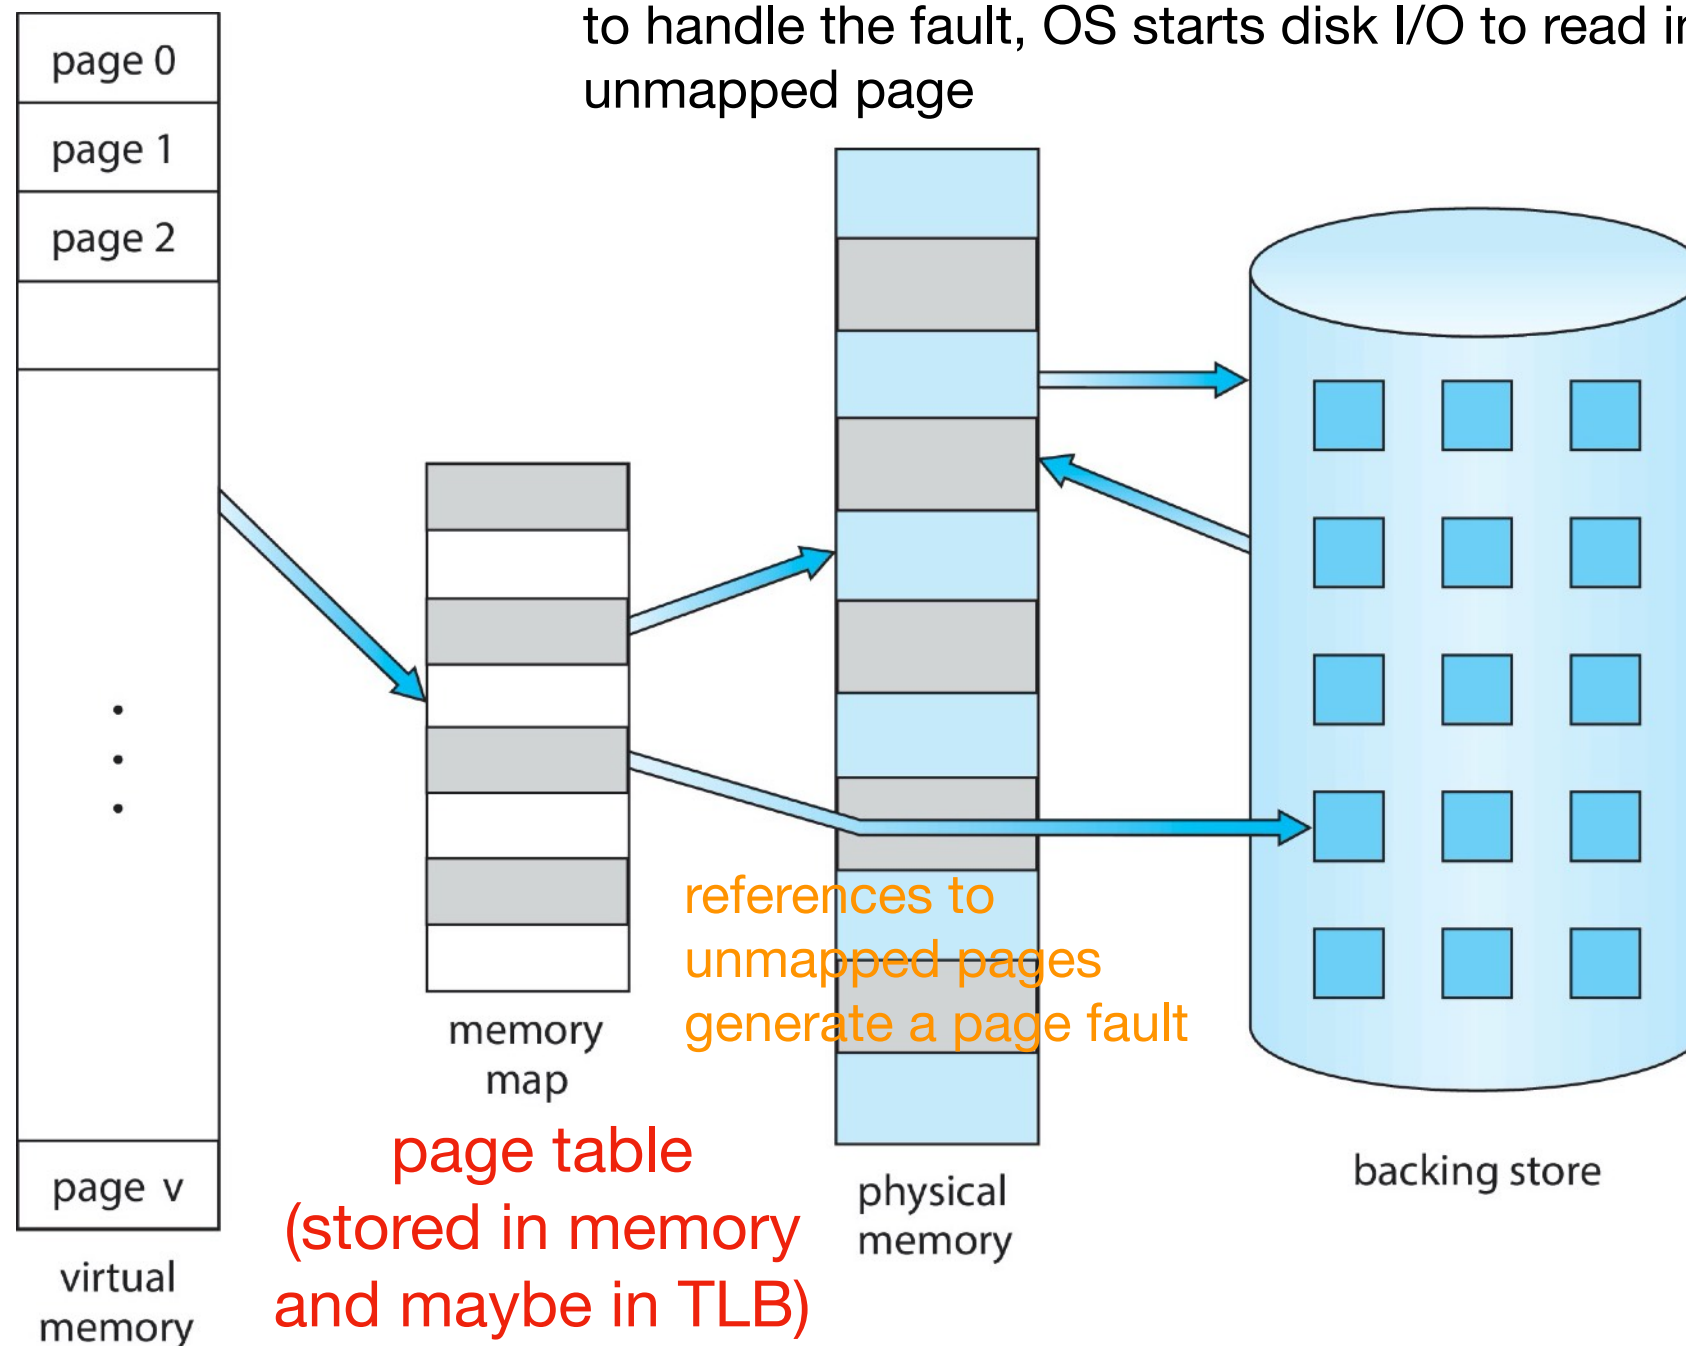 to handle the fault, OS starts disk I/O to read in
unmapped page
page 0
page 1
page 2
page v
virtual
memory
memory
map
page table
(stored in memory
and maybe in TLB)
references to
unmapped pages
generate a page fault
physical
memory
backing store